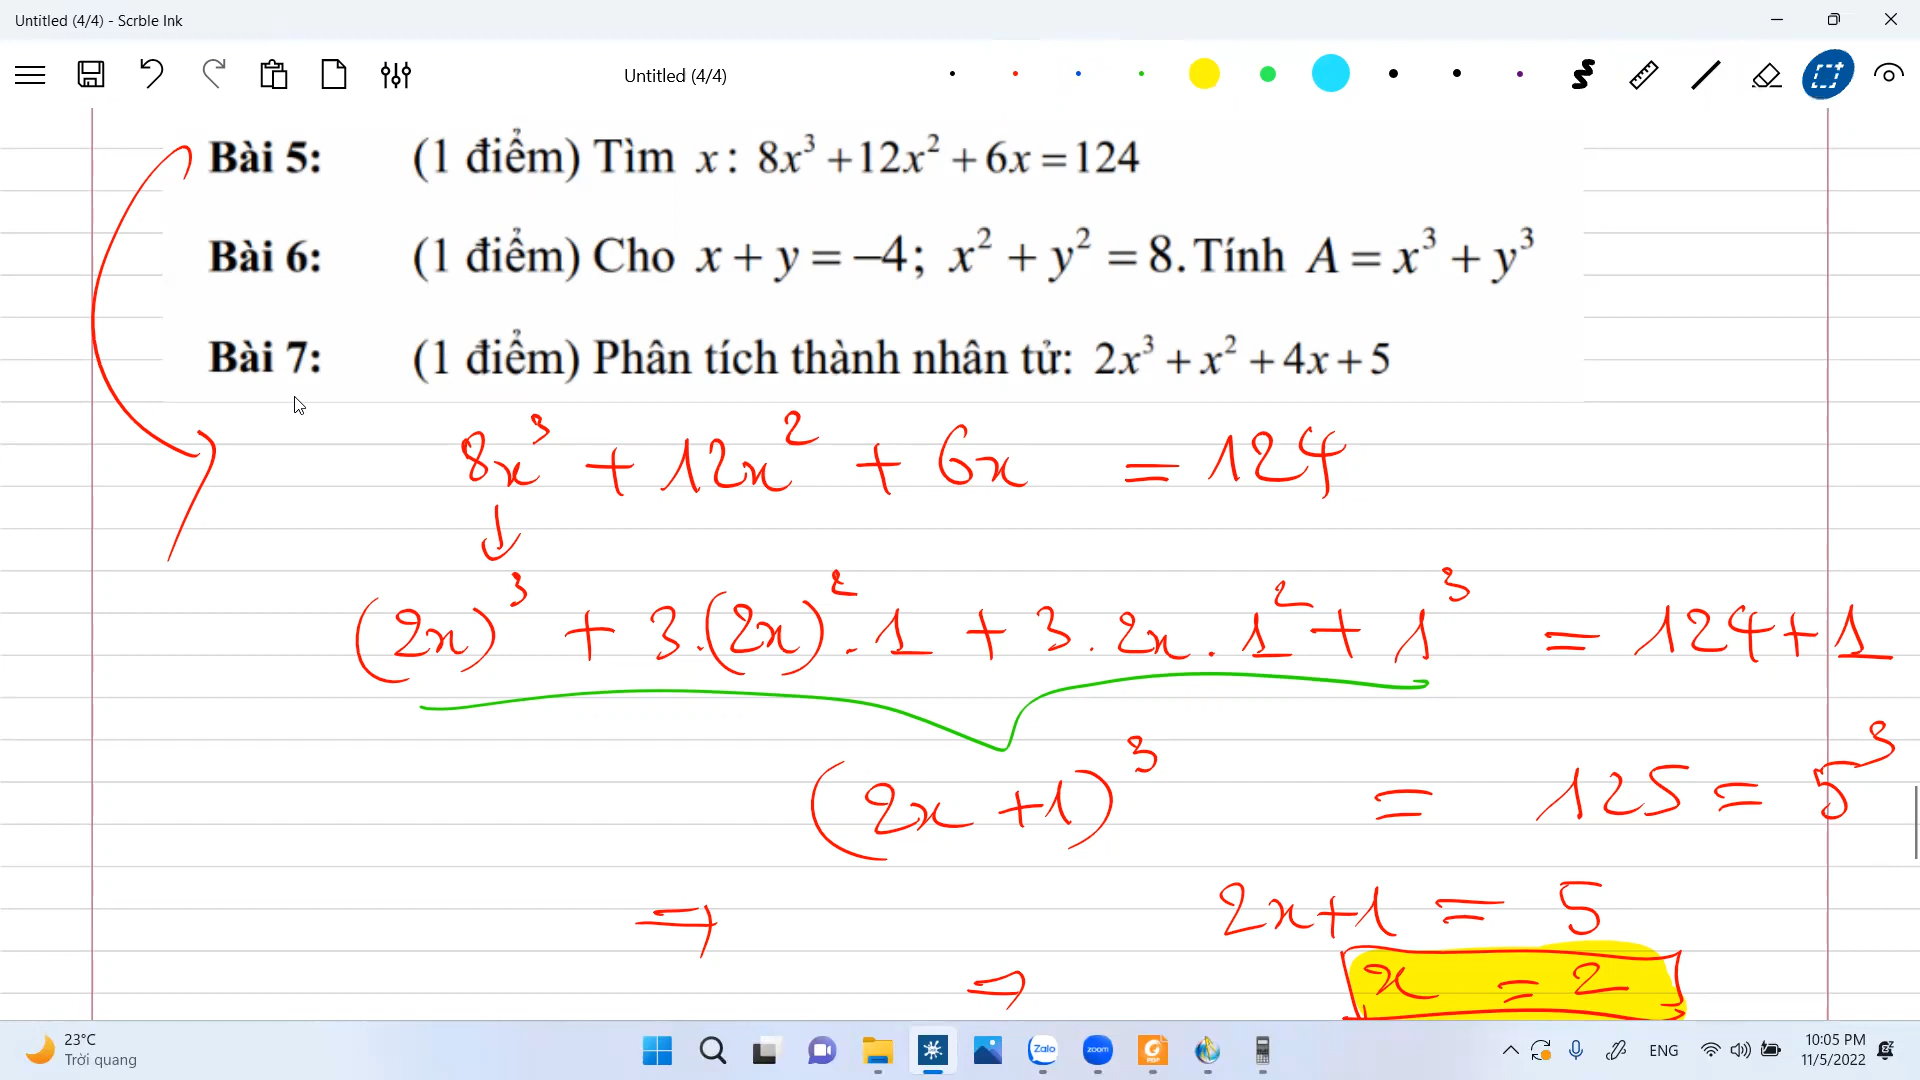 Untitled (4/4) - Scrble Ink
Untitled (4/4)
Bài 5: (1 điểm) Tìm x : 8x³ +12x² + 6x = 124
Bài 6: (1 điểm) Cho x + y = –4; x² + y² = 8. Tính A = x³ + y³
Bài 7: (1 điểm) Phân tích thành nhân tử: 2x³ + x² + 4x + 5
8x³ + 12x² + 6x = 124
↓
(2x)³ + 3.(2x)².1 + 3.2x.1² + 1³ = 124+1
(2x +1)³ = 125 = 5³
⇒ 2x+1 = 5
⇒ x = 2
23°C
Trời quang
Zalo
zoom
PDF
ENG
10:05 PM
11/5/2022